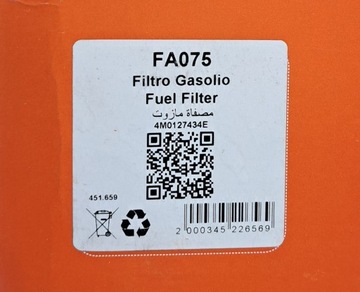 FA075
Filtro Gasolio
Fuel Filter
مصفاة مازوت
4M0127434E
451.659
2 000345 226569